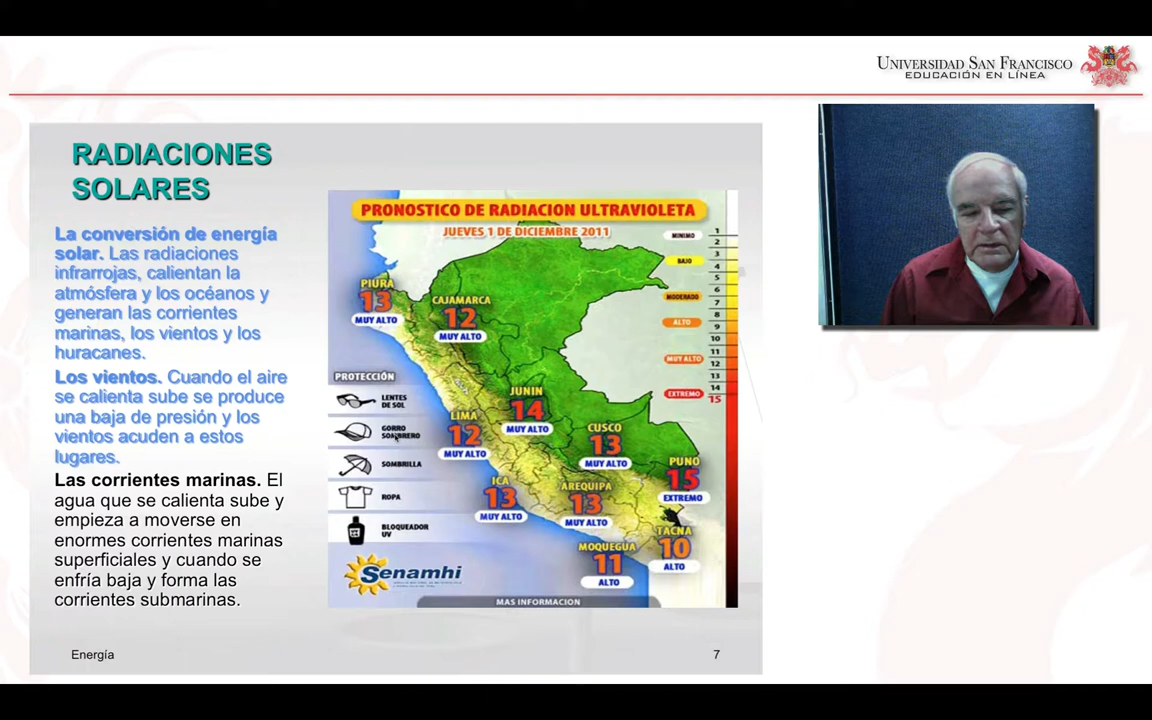 UNIVERSIDAD SAN FRANCISCO
EDUCACIÓN EN LÍNEA
RADIACIONES
SOLARES
La conversión de energía
solar. Las radiaciones
infrarrojas, calientan la
atmósfera y los océanos y
generan las corrientes
marinas, los vientos y los
huracanes.
Los vientos. Cuando el aire
se calienta sube se produce
una baja de presión y los
vientos acuden a estos
lugares.
Las corrientes marinas. El
agua que se calienta sube y
empieza a moverse en
enormes corrientes marinas
superficiales y cuando se
enfría baja y forma las
corrientes submarinas.
PRONOSTICO DE RADIACION ULTRAVIOLETA
JUEVES 1 DE DICIEMBRE 2011
MINIMO
BAJO
MODERADO
ALTO
MUY ALTO
EXTREMO
1
2
3
4
5
6
7
8
9
10
11
12
13
14
15
PIURA
13
MUY ALTO
CAJAMARCA
12
MUY ALTO
JUNIN
14
MUY ALTO
LIMA
12
MUY ALTO
CUSCO
13
MUY ALTO
PUNO
15
EXTREMO
ICA
13
MUY ALTO
AREQUIPA
13
MUY ALTO
TACNA
10
ALTO
MOQUEGUA
11
ALTO
PROTECCIÓN
LENTES
DE SOL
GORRO
SOMBRERO
SOMBRILLA
ROPA
BLOQUEADOR
UV
Senamhi
MAS INFORMACION
Energía
7